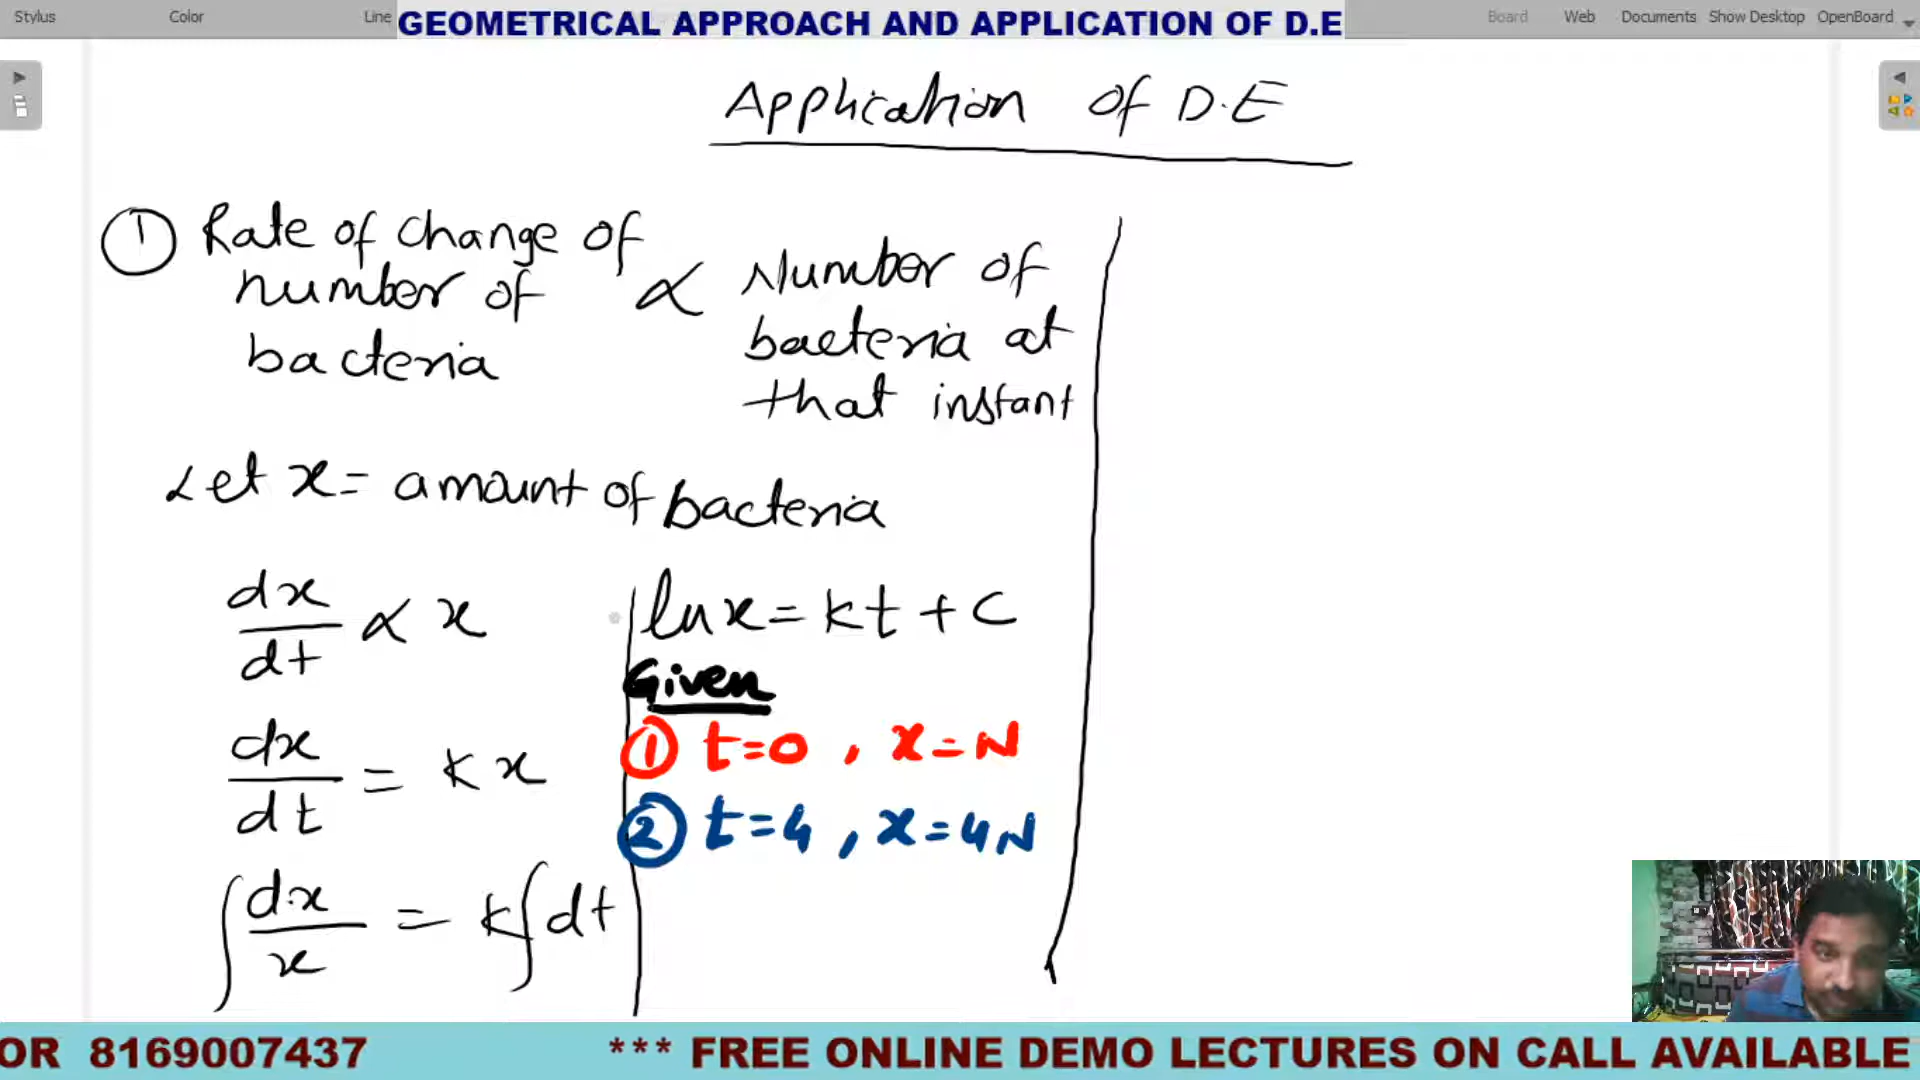 Stylus Color Line Board Web Documents Show Desktop OpenBoard
GEOMETRICAL APPROACH AND APPLICATION OF D.E
Application of D.E
① Rate of change of number of bacteria ∝ Number of bacteria at that instant
Let x = amount of bacteria
dx/dt ∝ x
dx/dt = kx
∫ dx/x = k∫dt
ln x = kt + c
Given
① t=0, x=N
② t=4, x=4N
OR 8169007437 *** FREE ONLINE DEMO LECTURES ON CALL AVAILABLE